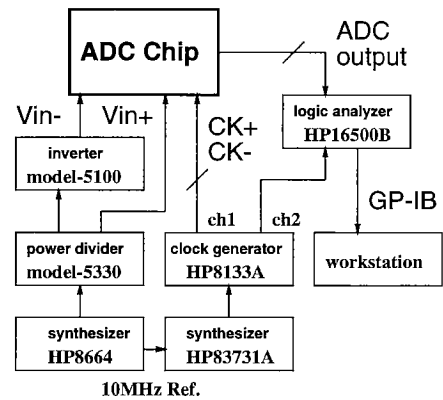 ADC Chip
ADC
output
Vin-
Vin+
CK+
CK-
logic analyzer
HP16500B
inverter
model-5100
ch1
ch2
GP-IB
power divider
model-5330
clock generator
HP8133A
workstation
synthesizer
HP8664
synthesizer
HP83731A
10MHz Ref.